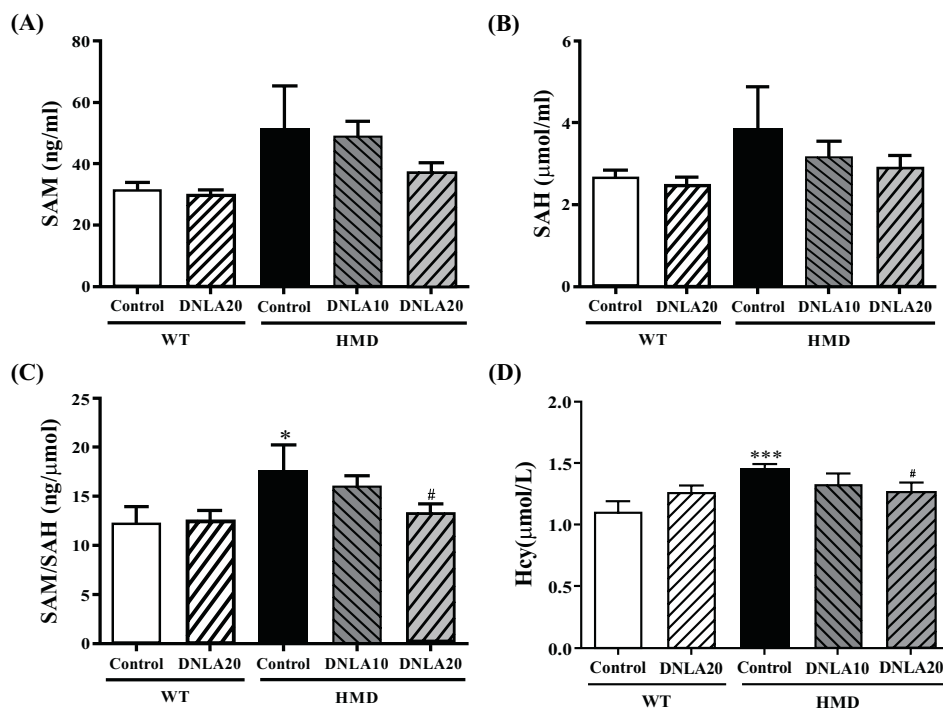 (A)
SAM (ng/ml)
80
60
40
20
0
Control DNLA20 Control DNLA10 DNLA20
WT HMD
(B)
SAH (μmol/ml)
6
4
2
0
Control DNLA20 Control DNLA10 DNLA20
WT HMD
(C)
SAM/SAH (ng/μmol)
25
20
15
10
5
0
*
#
Control DNLA20 Control DNLA10 DNLA20
WT HMD
(D)
Hcy(μmol/L)
2.0
1.5
1.0
1.5
0.0
***
#
Control DNLA20 Control DNLA10 DNLA20
WT HMD